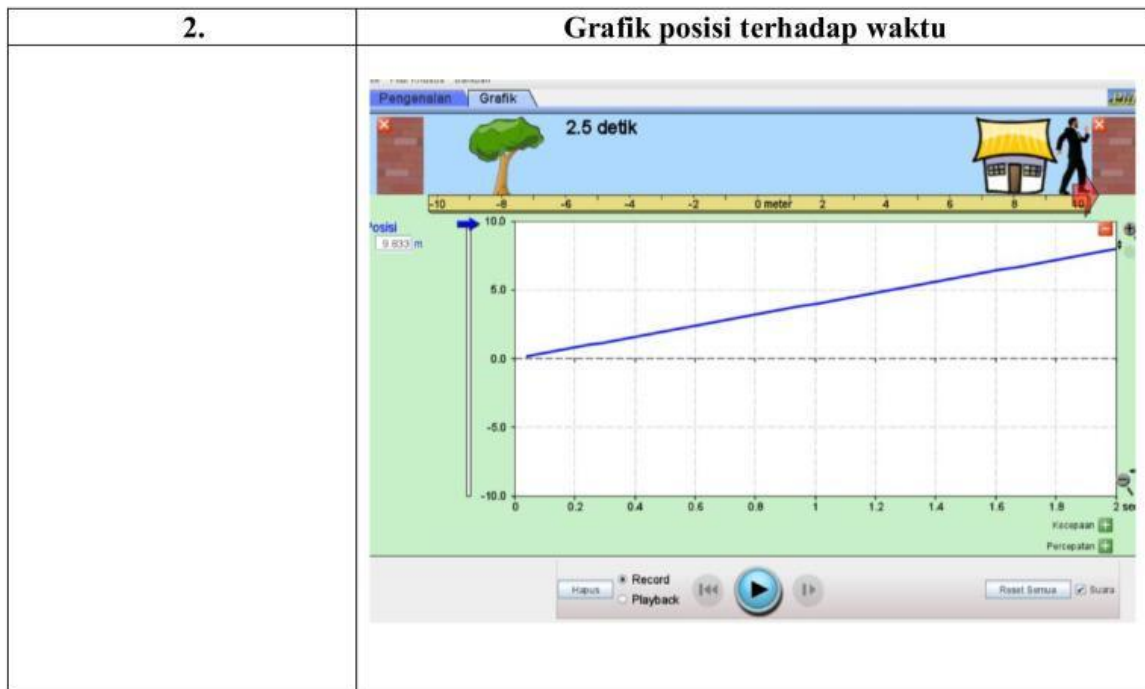 2.
Grafik posisi terhadap waktu
Pengenalan
Grafik
2.5 detik
-10 -8 -6 -4 -2 0 meter 2 4 6 8 10
Posisi
9.833 m
10.0
5.0
0.0
-5.0
-10.0
0 0.2 0.4 0.6 0.8 1 1.2 1.4 1.6 1.8 2
Kecepaan
Percepatan
Hapus
Record
Playback
Reset Semua
Suara